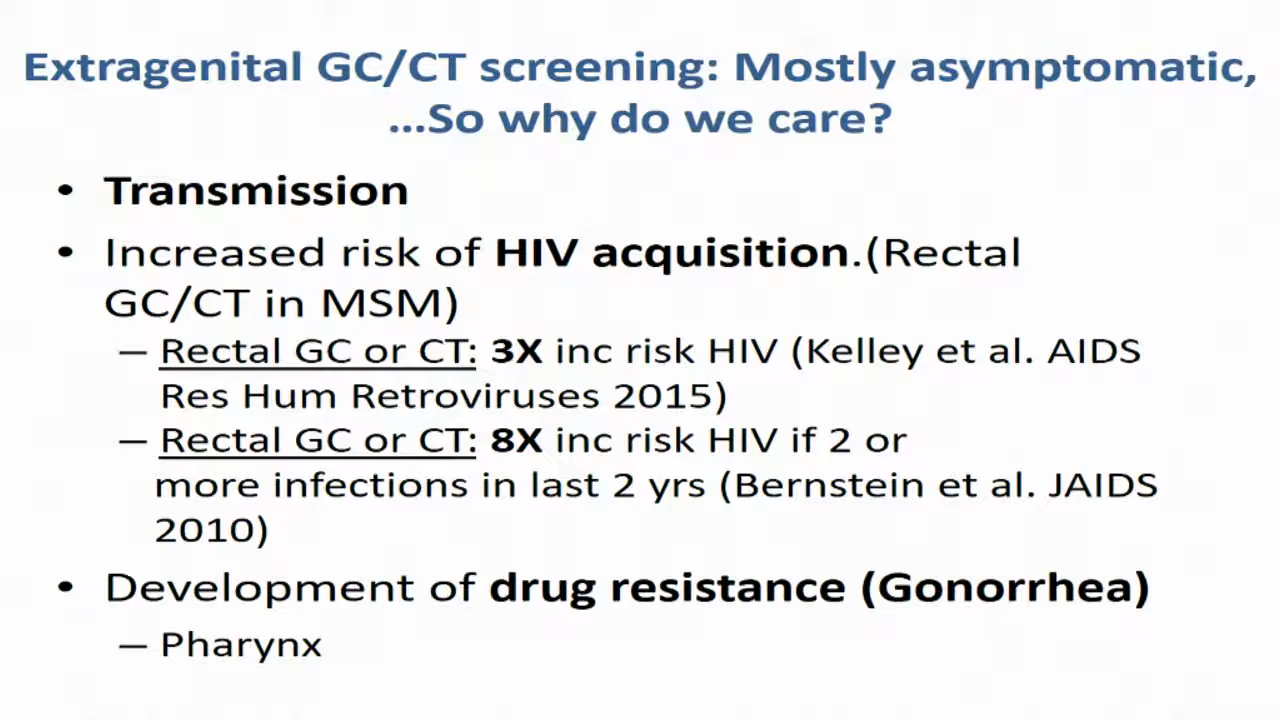 Extragenital GC/CT screening: Mostly asymptomatic,
...So why do we care?
• Transmission
• Increased risk of HIV acquisition.(Rectal
GC/CT in MSM)
– Rectal GC or CT: 3X inc risk HIV (Kelley et al. AIDS
Res Hum Retroviruses 2015)
– Rectal GC or CT: 8X inc risk HIV if 2 or
more infections in last 2 yrs (Bernstein et al. JAIDS
2010)
• Development of drug resistance (Gonorrhea)
– Pharynx